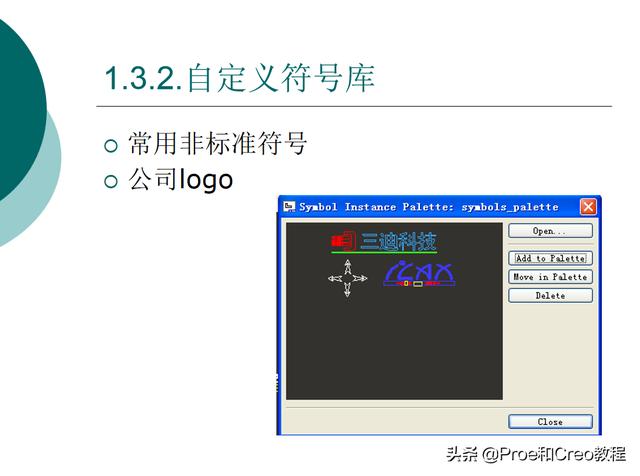 1.3.2.自定义符号库
常用非标准符号
公司logo
Symbol Instance Palette: symbols_palette
Open...
三迪科技
Add to Palette
iCAX
Move in Palette
Delete
Close
头条 @Proe和Creo教程